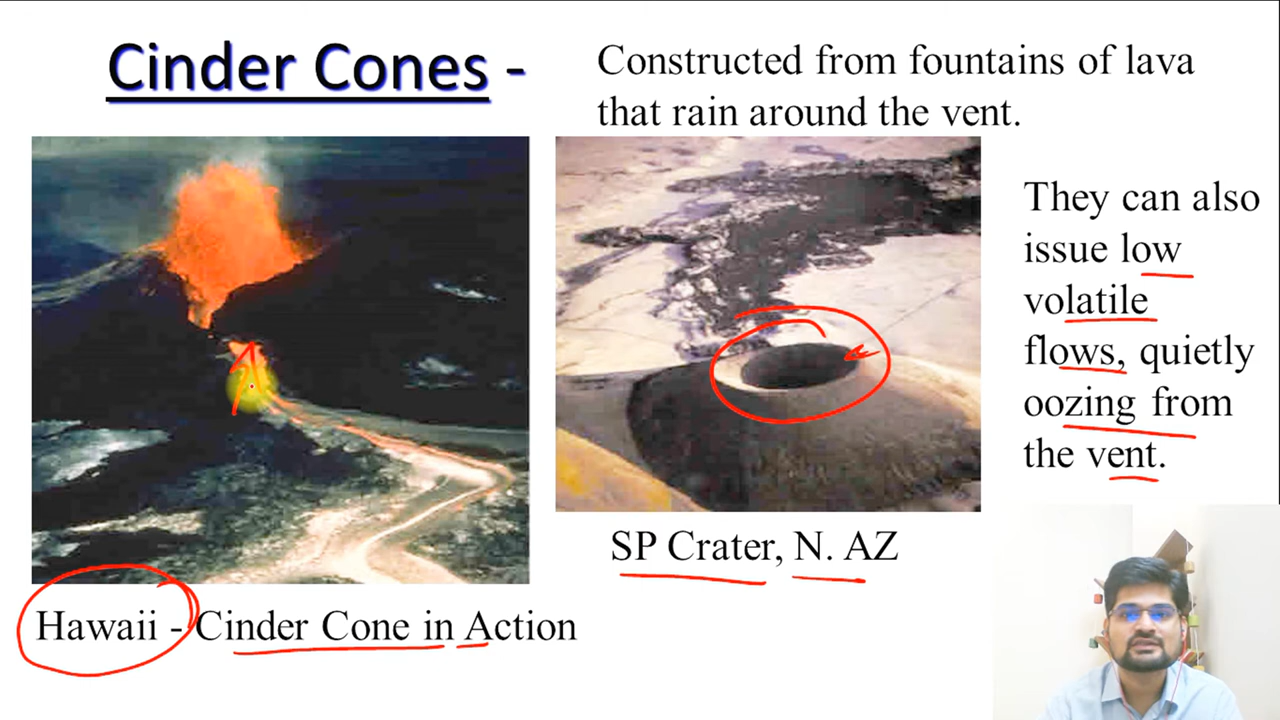 Cinder Cones -
Constructed from fountains of lava
that rain around the vent.
They can also
issue low
volatile
flows, quietly
oozing from
the vent.
SP Crater, N. AZ
Hawaii - Cinder Cone in Action